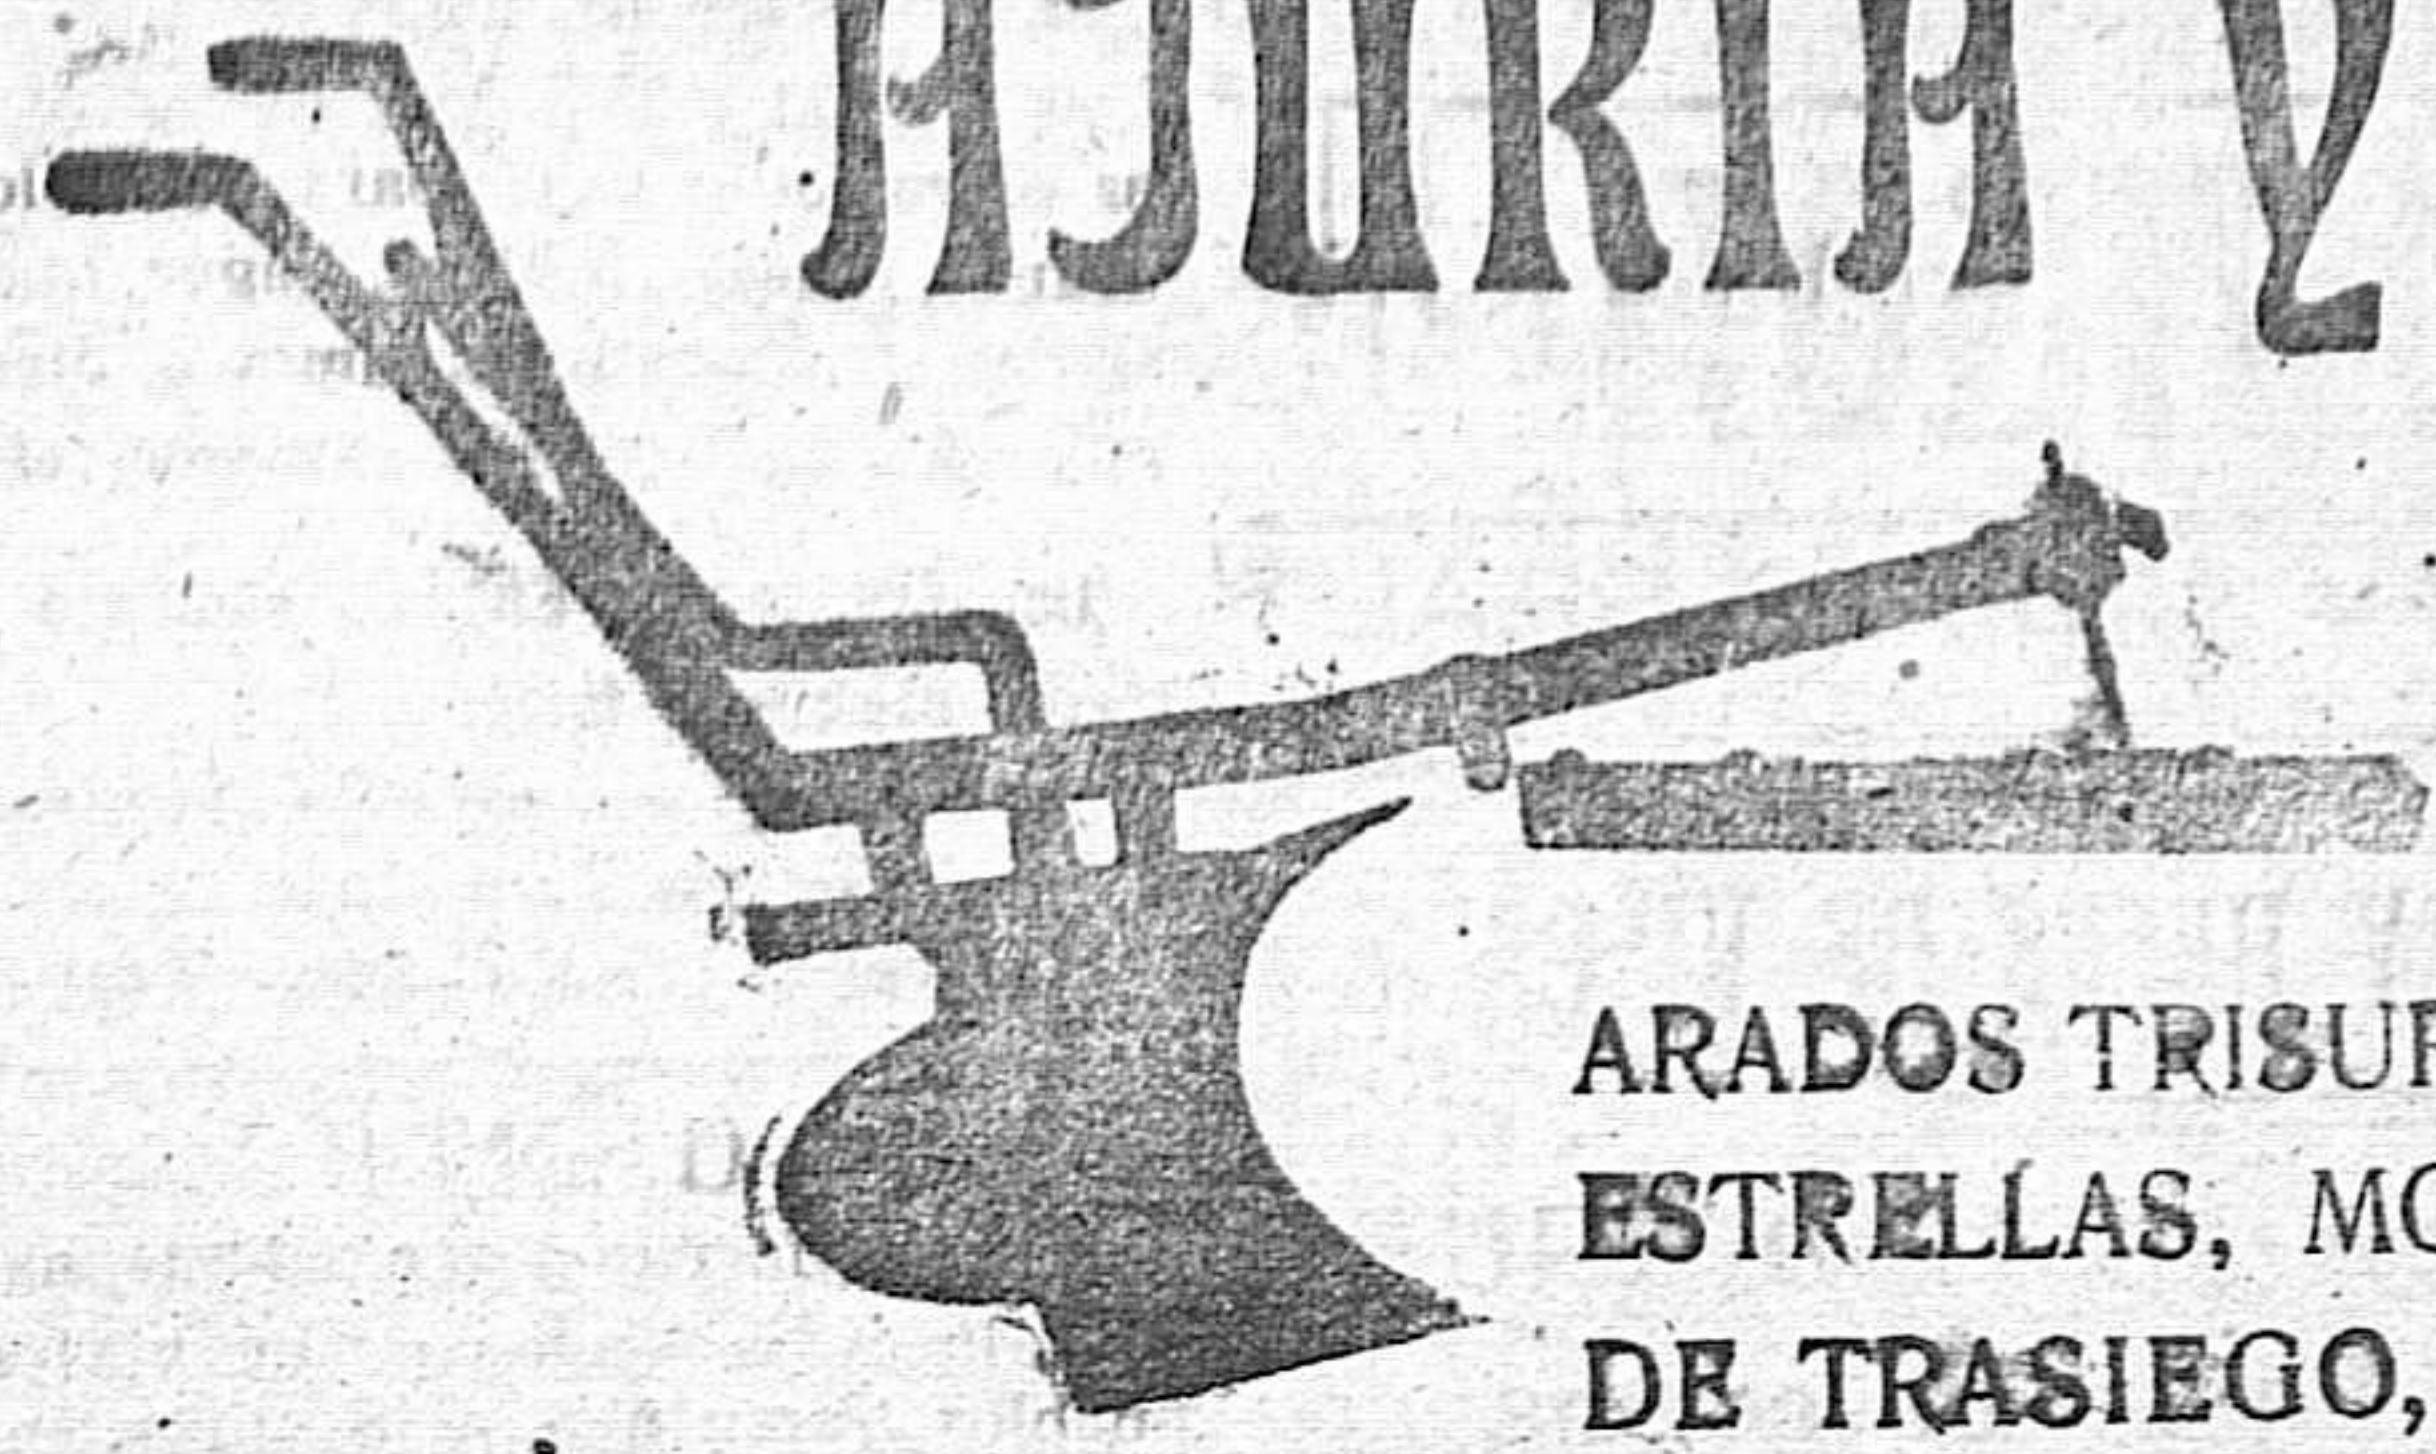 AJURIA Y
ARADOS TRISUR
ESTRELLAS, MO
DE TRASIEGO,